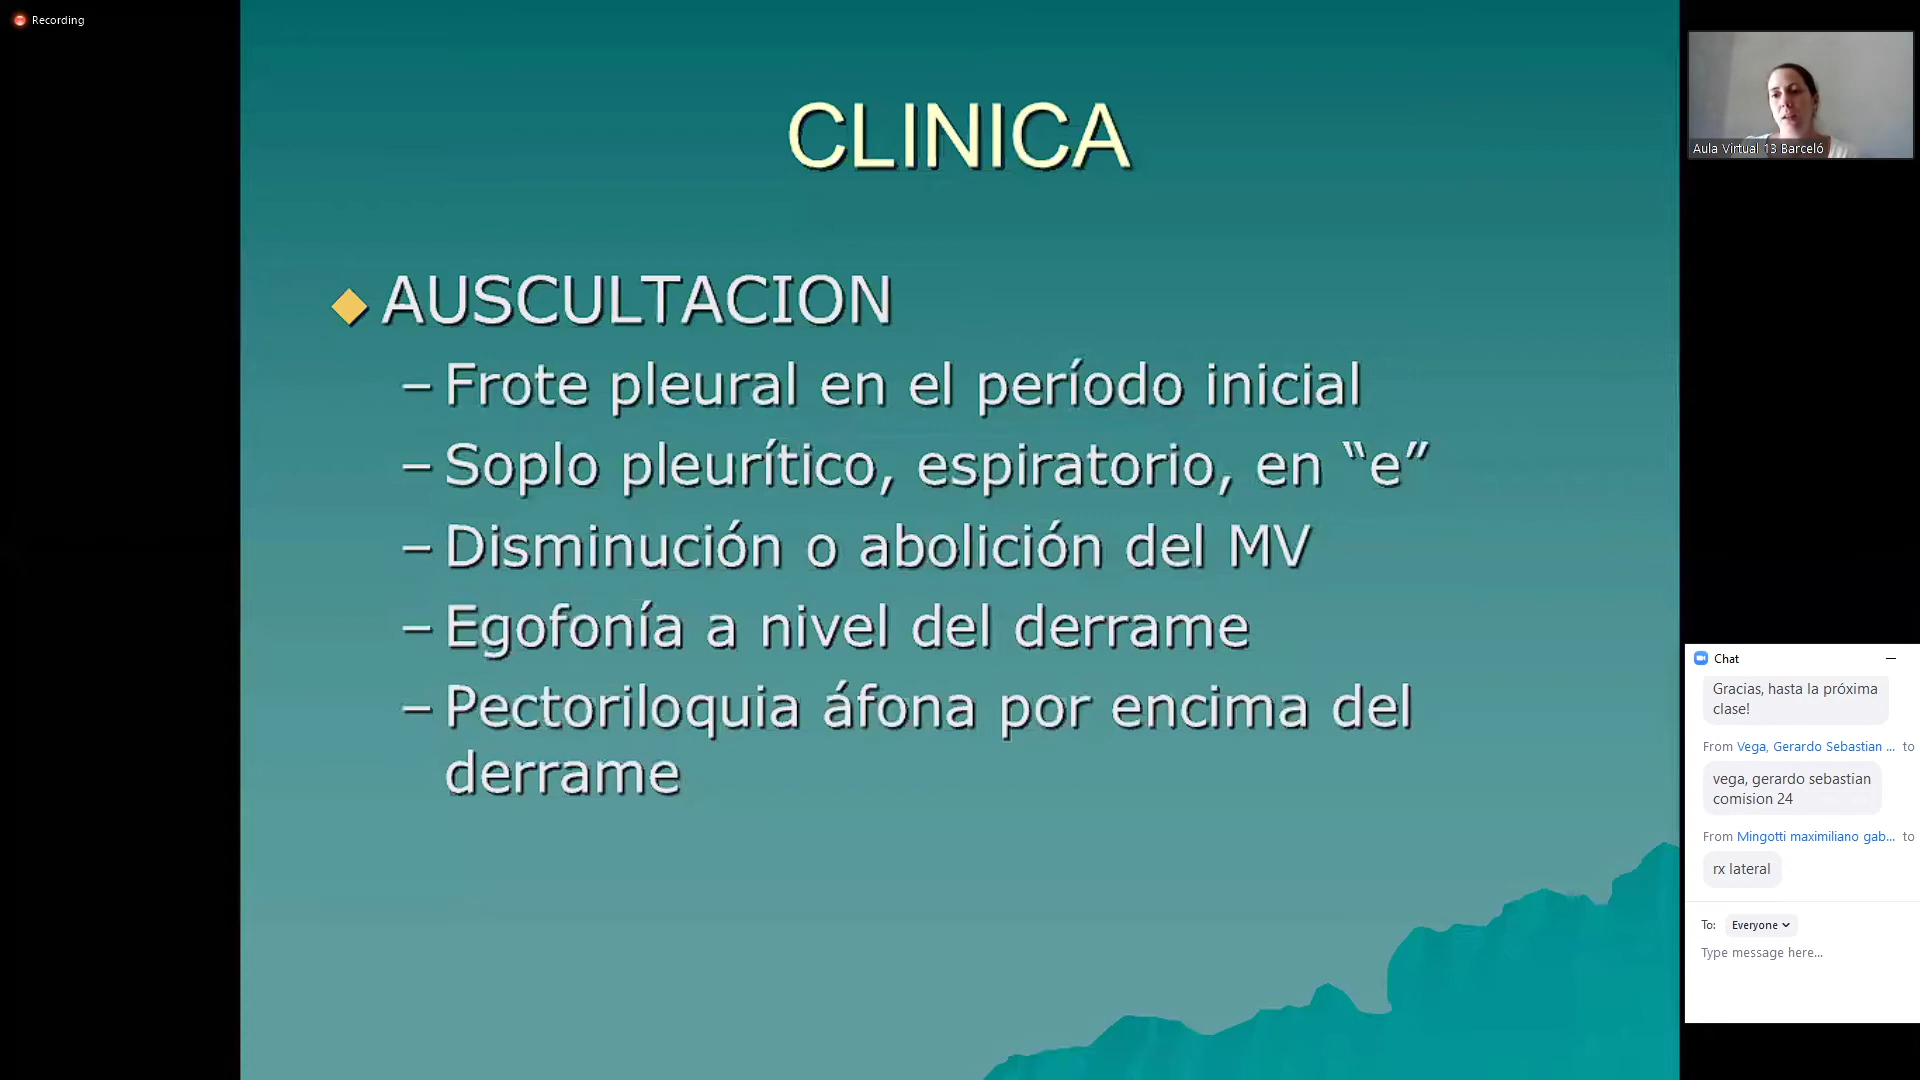 Recording
CLINICA
AUSCULTACION
– Frote pleural en el período inicial
– Soplo pleurítico, espiratorio, en “e”
– Disminución o abolición del MV
– Egofonía a nivel del derrame
– Pectoriloquia áfona por encima del
derrame
Aula Virtual 13 Barceló
Chat
Gracias, hasta la próxima
clase!
From Vega, Gerardo Sebastian ... to
vega, gerardo sebastian
comision 24
From Mingotti maximiliano gab... to
rx lateral
To: Everyone
Type message here...